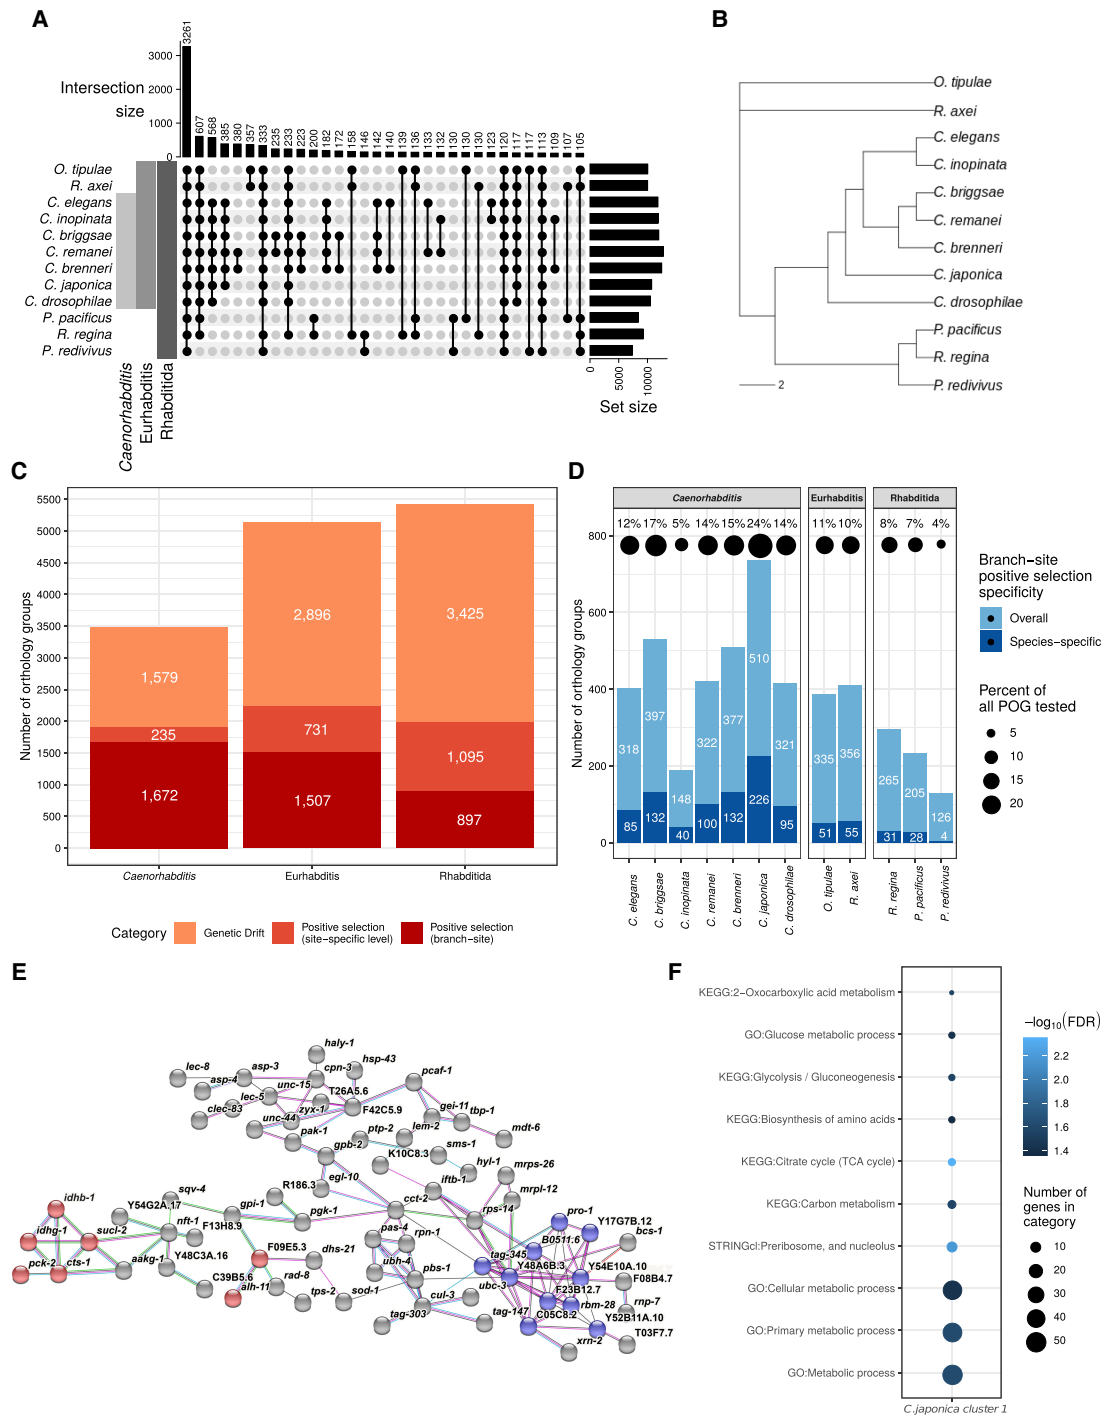 A
3261
607
568
385
380
357
333
235
233
223
200
182
172
158
146
142
140
139
136
133
132
130
130
130
123
120
117
117
113
109
107
105
Intersection
size
3000
2000
1000
0
O. tipulae
R. axei
C. elegans
C. inopinata
C. briggsae
C. remanei
C. brenneri
C. japonica
C. drosophilae
P. pacificus
R. regina
P. redivivus
Caenorhabditis
Eurhabditis
Rhabditida
0
5000
10000
Set size
B
O. tipulae
R. axei
C. elegans
C. inopinata
C. briggsae
C. remanei
C. brenneri
C. japonica
C. drosophilae
P. pacificus
R. regina
P. redivivus
2
C
Number of orthology groups
5500
5000
4500
4000
3500
3000
2500
2000
1500
1000
500
0
1,579
235
1,672
2,896
731
1,507
3,425
1,095
897
Caenorhabditis
Eurhabditis
Rhabditida
Category
Genetic Drift
Positive selection
(site-specific level)
Positive selection
(branch-site)
D
Number of orthology groups
800
600
400
200
0
Caenorhabditis
Eurhabditis
Rhabditida
12% 17% 5% 14% 15% 24% 14%
11% 10%
8% 7% 4%
318
397
148
322
377
510
321
335
356
265
205
126
85
132
40
100
132
226
95
51
55
31
28
4
C. elegans
C. briggsae
C. inopinata
C. remanei
C. brenneri
C. japonica
C. drosophilae
O. tipulae
R. axei
R. regina
P. pacificus
P. redivivus
Branch−site
positive selection
specificity
Overall
Species−specific
Percent of
all POG tested
5
10
15
20
E
haly-1
lec-8
asp-3
cpn-3
hsp-43
asp-4
unc-15
T26A5.6
pcaf-1
lec-5
clec-83
zyx-1
F42C5.9
gei-11
tbp-1
unc-44
pak-1
ptp-2
lem-2
mdt-6
gpb-2
sms-1
K10C8.3
hyl-1
mrps-26
egl-10
iftb-1
mrpl-12
R186.3
sqv-4
idhb-1
Y54G2A.17
gpi-1
cct-2
rps-14
pro-1
pgk-1
nft-1
F13H8.9
Y17G7B.12
idhg-1
sucl-2
pas-4
rpn-1
B0511.6
bcs-1
tag-345
F09E5.3
dhs-21
aakg-1
Y48C3A.16
ubh-4
pbs-1
Y48A6B.3
Y54E10A.10
pck-2
cts-1
C39B5.6
rad-8
ubc-3
F23B12.7
F08B4.7
alh-11
tps-2
sod-1
cul-3
C05C8.2
rbm-28
rnp-7
tag-303
tag-147
Y52B11A.10
xrn-2
T03F7.7
F
KEGG:2−Oxocarboxylic acid metabolism
GO:Glucose metabolic process
KEGG:Glycolysis / Gluconeogenesis
KEGG:Biosynthesis of amino acids
KEGG:Citrate cycle (TCA cycle)
KEGG:Carbon metabolism
STRINGcl:Preribosome, and nucleolus
GO:Cellular metabolic process
GO:Primary metabolic process
GO:Metabolic process
C.japonica cluster 1
−log10(FDR)
2.2
2.0
1.8
1.6
1.4
Number of
genes in
category
10
20
30
40
50